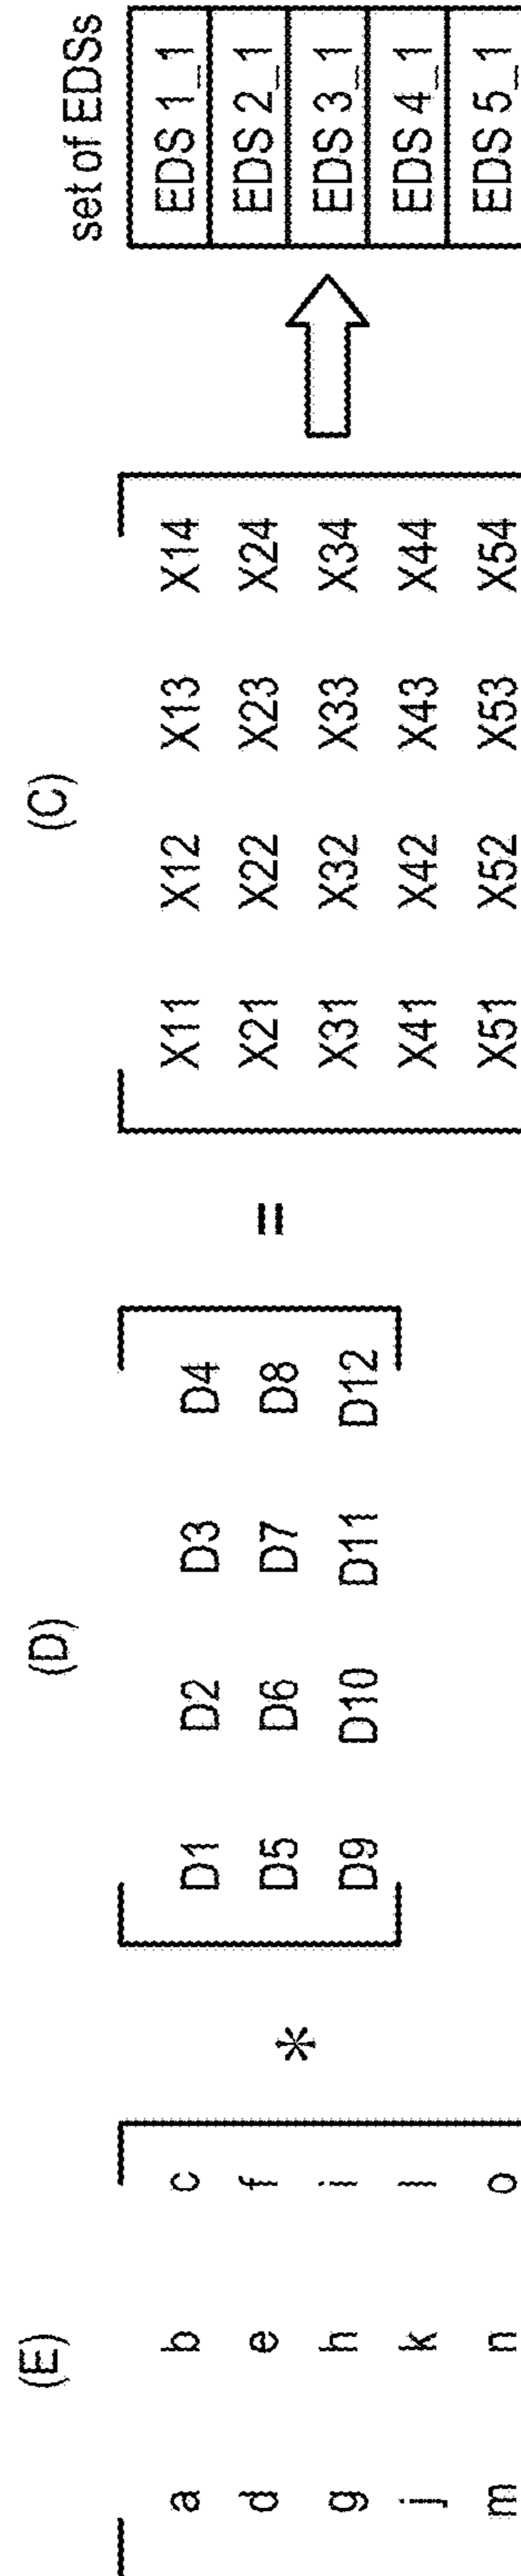 (E) (D) (C) set of EDSs
a b c * D1 D2 D3 D4 = X11 X12 X13 X14 EDS 1_1
d e f D5 D6 D7 D8 X21 X22 X23 X24 EDS 2_1
g h i D9 D10 D11 D12 X31 X32 X33 X34 EDS 3_1
j k l X41 X42 X43 X44 EDS 4_1
m n o X51 X52 X53 X54 EDS 5_1